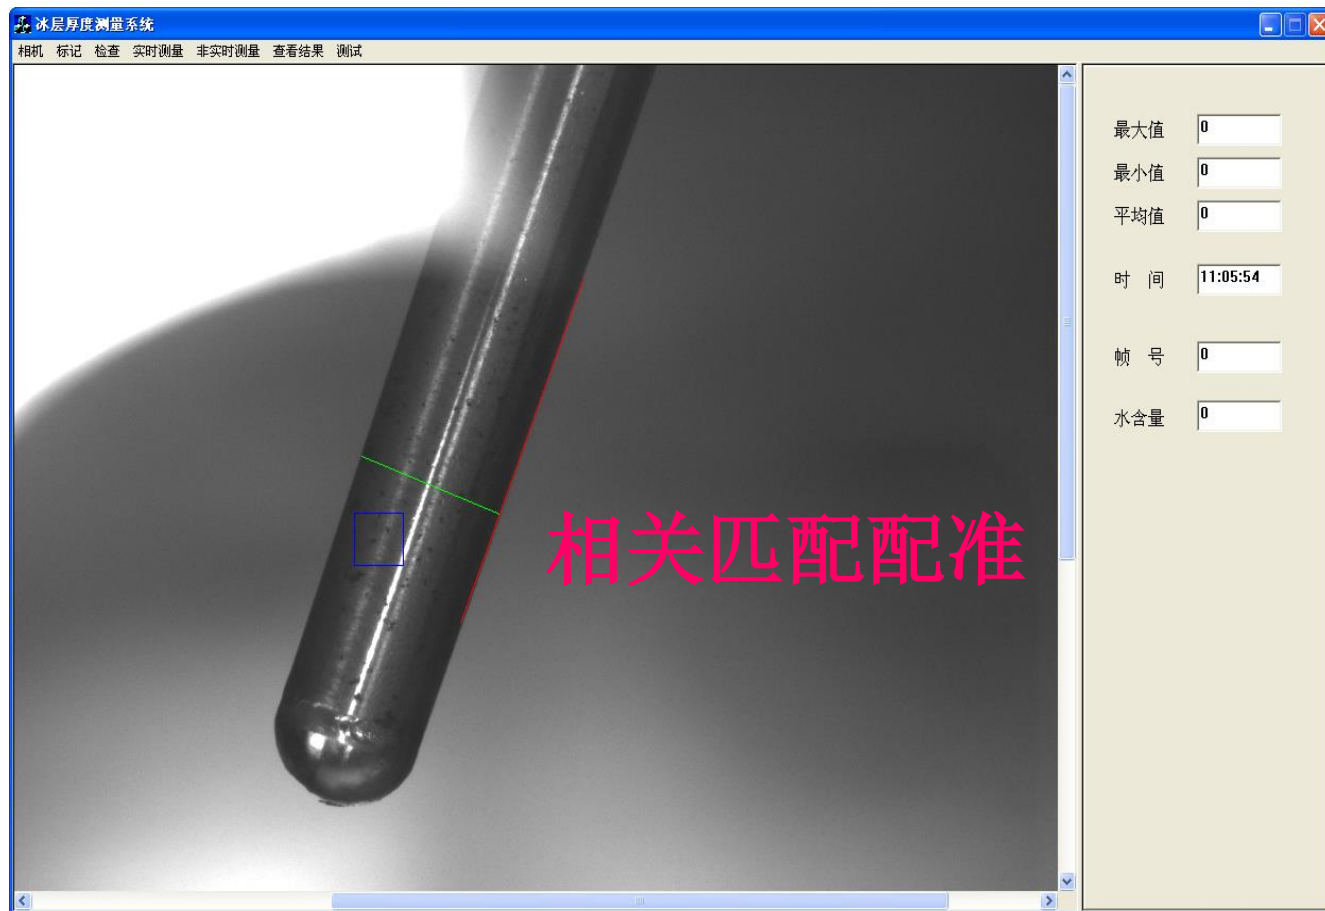 冰层厚度测量系统
相机 标记 检查 实时测量 非实时测量 查看结果 测试
最大值 0
最小值 0
平均值 0
时 间 11:05:54
帧 号 0
水含量 0
相关匹配配准